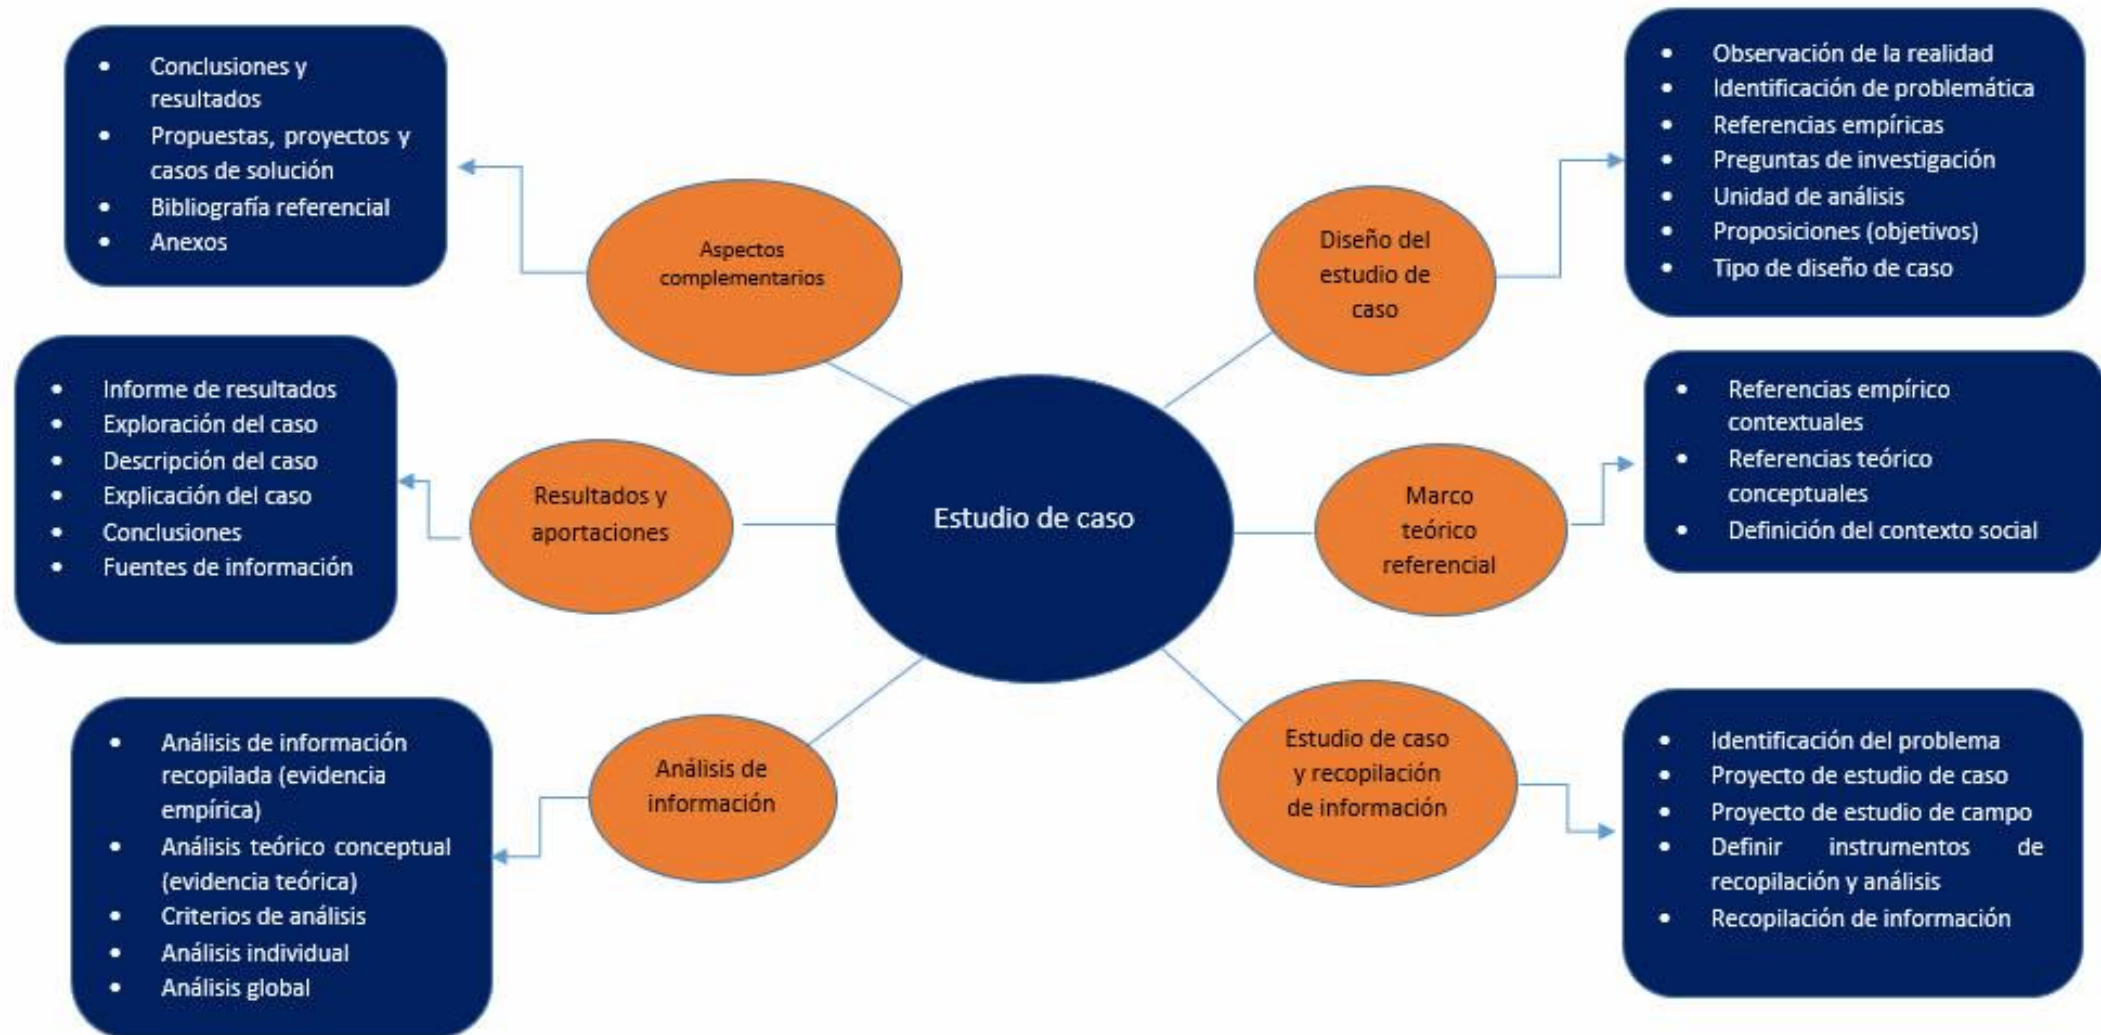 Conclusiones y
resultados
Propuestas, proyectos y
casos de solución
Bibliografía referencial
Anexos
Aspectos
complementarios
Diseño del
estudio de
caso
Observación de la realidad
Identificación de problemática
Referencias empíricas
Preguntas de investigación
Unidad de análisis
Proposiciones (objetivos)
Tipo de diseño de caso
Informe de resultados
Exploración del caso
Descripción del caso
Explicación del caso
Conclusiones
Fuentes de información
Resultados y
aportaciones
Estudio de caso
Marco
teórico
referencial
Referencias empírico
contextuales
Referencias teórico
conceptuales
Definición del contexto social
Análisis de información
recopilada (evidencia
empírica)
Análisis teórico conceptual
(evidencia teórica)
Criterios de análisis
Análisis individual
Análisis global
Análisis de
información
Estudio de caso
y recopilación
de información
Identificación del problema
Proyecto de estudio de caso
Proyecto de estudio de campo
Definir instrumentos de
recopilación y análisis
Recopilación de información